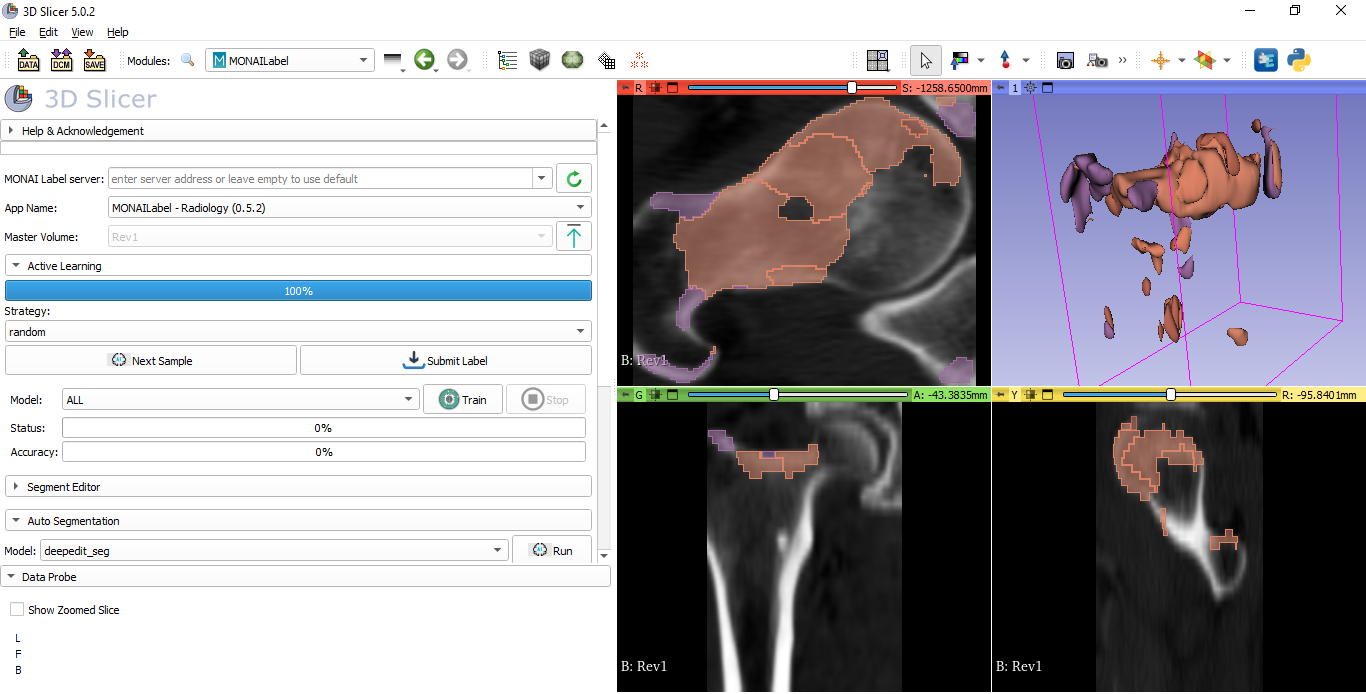 3D Slicer 5.0.2
File Edit View Help
DATA DCM SAVE Modules: MONAILabel »
3D Slicer
Help & Acknowledgement
MONAI Label server: enter server address or leave empty to use default
App Name: MONAILabel - Radiology (0.5.2)
Master Volume: Rev1
Active Learning
100%
Strategy:
random
Next Sample Submit Label
Model: ALL Train Stop
Status: 0%
Accuracy: 0%
Segment Editor
Auto Segmentation
Model: deepedit_seg Run
Data Probe
Show Zoomed Slice
L
F
B
R S: -1258.6500mm
B: Rev1
1
G A: -43.3835mm
B: Rev1
Y R: -95.8401mm
B: Rev1